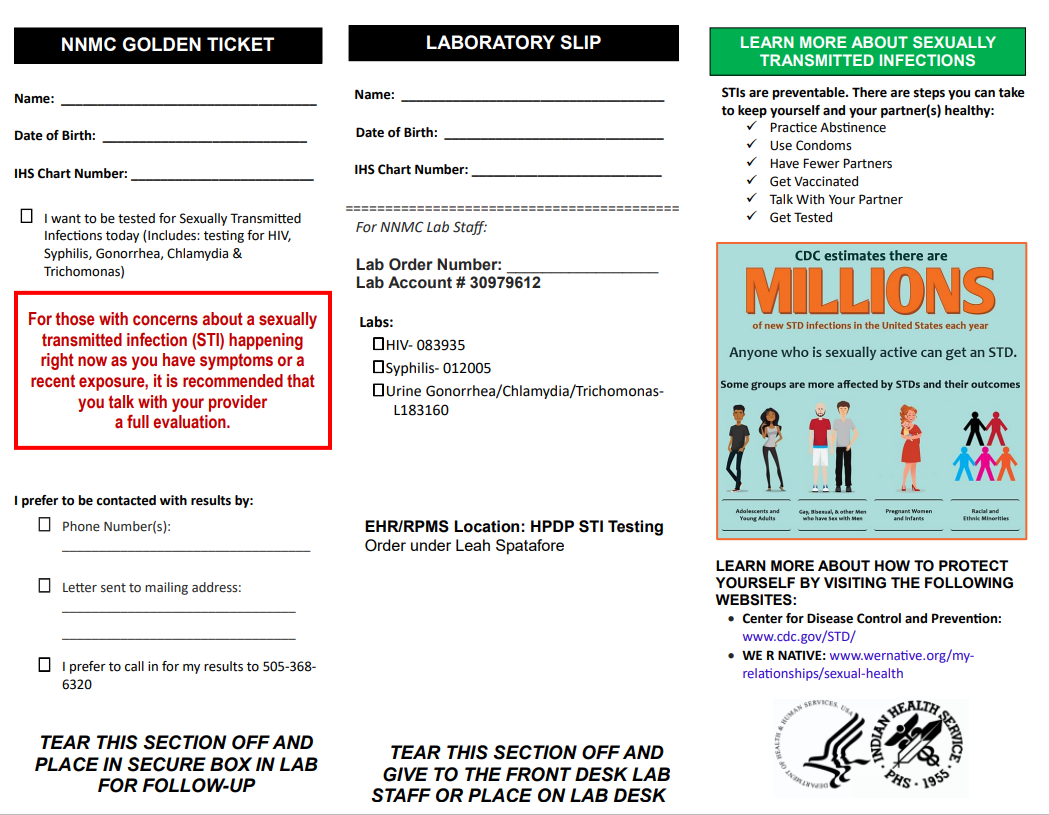 NNMC GOLDEN TICKET
Name: ___________________________________
Date of Birth: ____________________________
IHS Chart Number: _________________________
☐ I want to be tested for Sexually Transmitted
Infections today (Includes: testing for HIV,
Syphilis, Gonorrhea, Chlamydia &
Trichomonas)
For those with concerns about a sexually
transmitted infection (STI) happening
right now as you have symptoms or a
recent exposure, it is recommended that
you talk with your provider
a full evaluation.
I prefer to be contacted with results by:
☐ Phone Number(s):
__________________________________
☐ Letter sent to mailing address:
________________________________
________________________________
☐ I prefer to call in for my results to 505-368-
6320
TEAR THIS SECTION OFF AND
PLACE IN SECURE BOX IN LAB
FOR FOLLOW-UP
LABORATORY SLIP
Name: ____________________________________
Date of Birth: ______________________________
IHS Chart Number: __________________________
========================================
For NNMC Lab Staff:
Lab Order Number: __________________
Lab Account # 30979612
Labs:
☐HIV- 083935
☐Syphilis- 012005
☐Urine Gonorrhea/Chlamydia/Trichomonas-
L183160
EHR/RPMS Location: HPDP STI Testing
Order under Leah Spatafore
TEAR THIS SECTION OFF AND
GIVE TO THE FRONT DESK LAB
STAFF OR PLACE ON LAB DESK
LEARN MORE ABOUT SEXUALLY
TRANSMITTED INFECTIONS
STIs are preventable. There are steps you can take
to keep yourself and your partner(s) healthy:
✓ Practice Abstinence
✓ Use Condoms
✓ Have Fewer Partners
✓ Get Vaccinated
✓ Talk With Your Partner
✓ Get Tested
CDC estimates there are
MILLIONS
of new STD infections in the United States each year
Anyone who is sexually active can get an STD.
Some groups are more affected by STDs and their outcomes
Adolescents and
Young Adults
Gay, Bisexual, & other Men
who have Sex with Men
Pregnant Women
and Infants
Racial and
Ethnic Minorities
LEARN MORE ABOUT HOW TO PROTECT
YOURSELF BY VISITING THE FOLLOWING
WEBSITES:
• Center for Disease Control and Prevention:
www.cdc.gov/STD/
• WE R NATIVE: www.wernative.org/my-
relationships/sexual-health
DEPARTMENT OF HEALTH & HUMAN SERVICES. USA
INDIAN HEALTH SERVICE
PHS · 1955